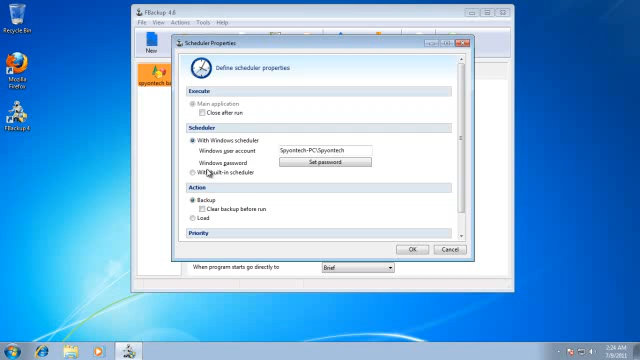 Recycle Bin
Mozilla
Firefox
FBackup 4
FBackup 4.6
File View Actions Tools Help
New
spyontech b
Scheduler Properties
Define scheduler properties
Execute
Main application
Close after run
Scheduler
With Windows scheduler
Windows user account Spyontech-PC\Spyontech
Windows password Set password
With built-in scheduler
Action
Backup
Clear backup before run
Load
Priority
OK Cancel
When program starts go directly to Brief
2:24 AM
7/9/2011